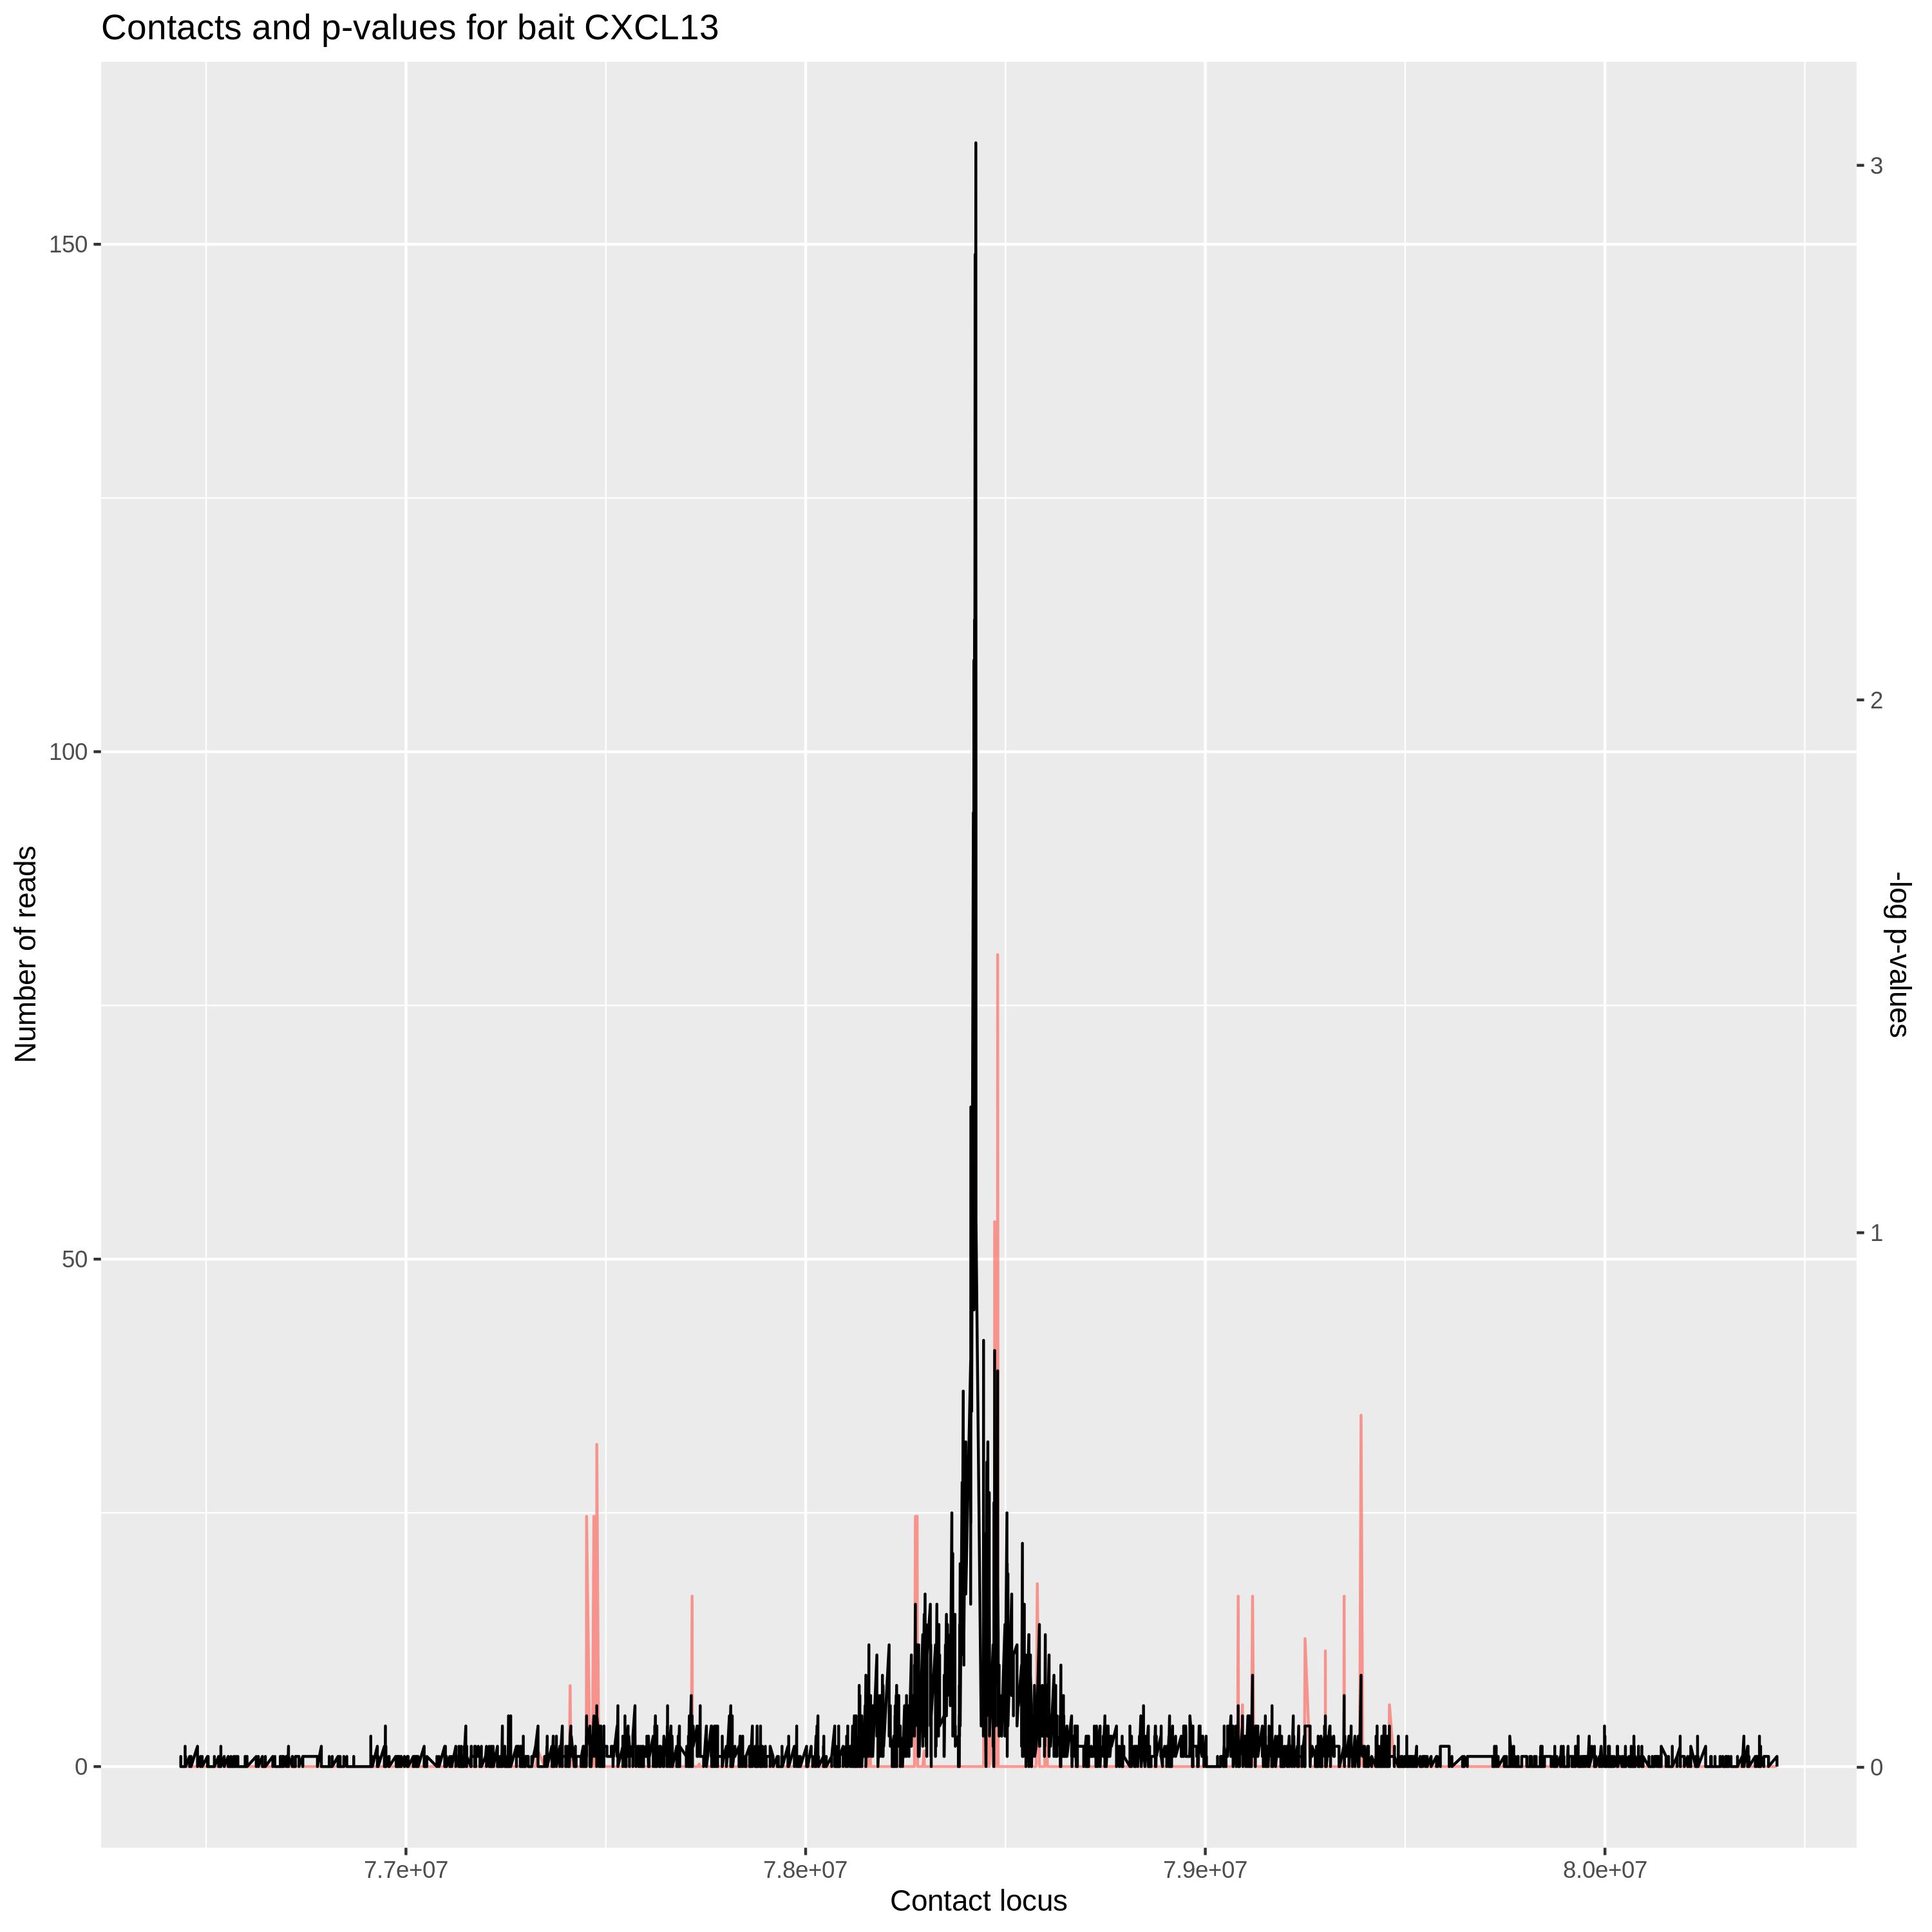 Contacts and p-values for bait CXCL13
Number of reads
150
100
50
0
3
2
1
0
-log p-values
7.7e+07
7.8e+07
7.9e+07
8.0e+07
Contact locus